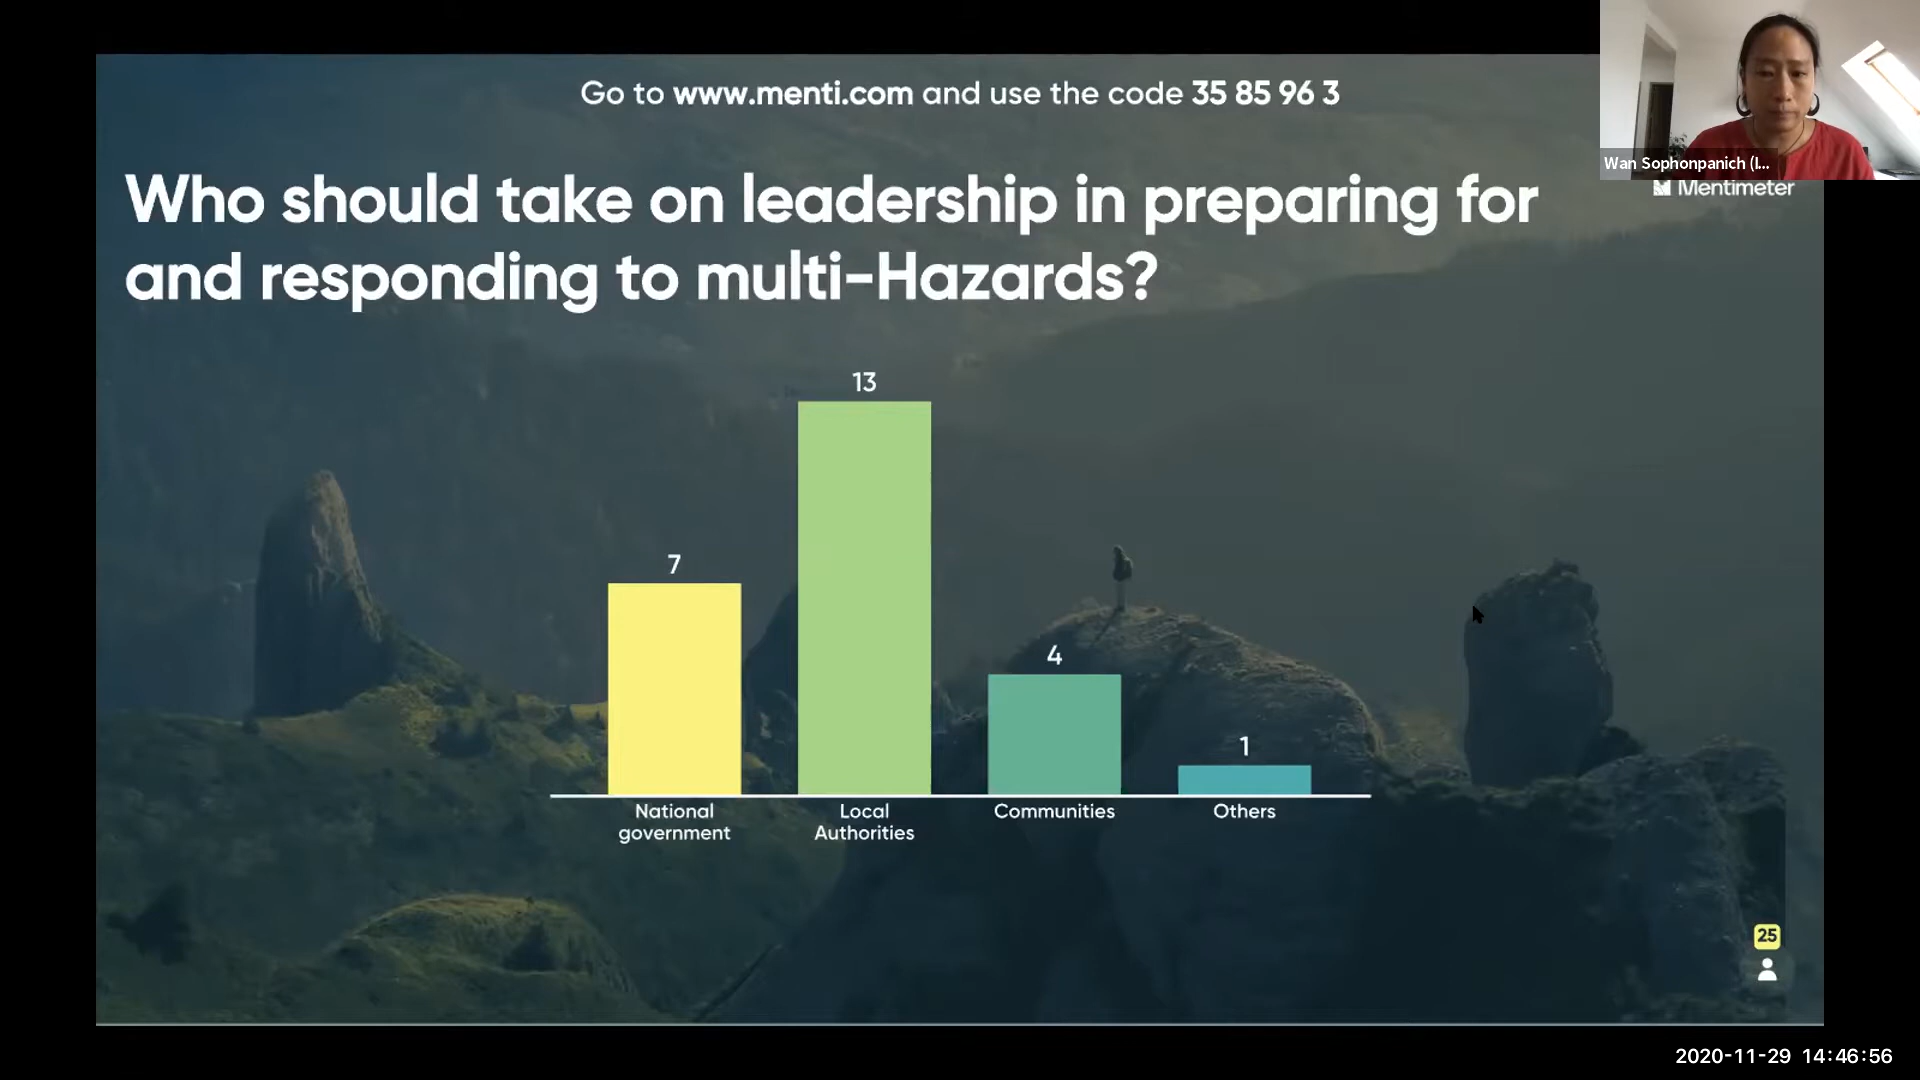 Go to www.menti.com and use the code 35 85 96 3
Wan Sophonpanich (I...
Mentimeter
Who should take on leadership in preparing for
and responding to multi-Hazards?
13
7
4
1
National
government
Local
Authorities
Communities
Others
25
2020-11-29 14:46:56